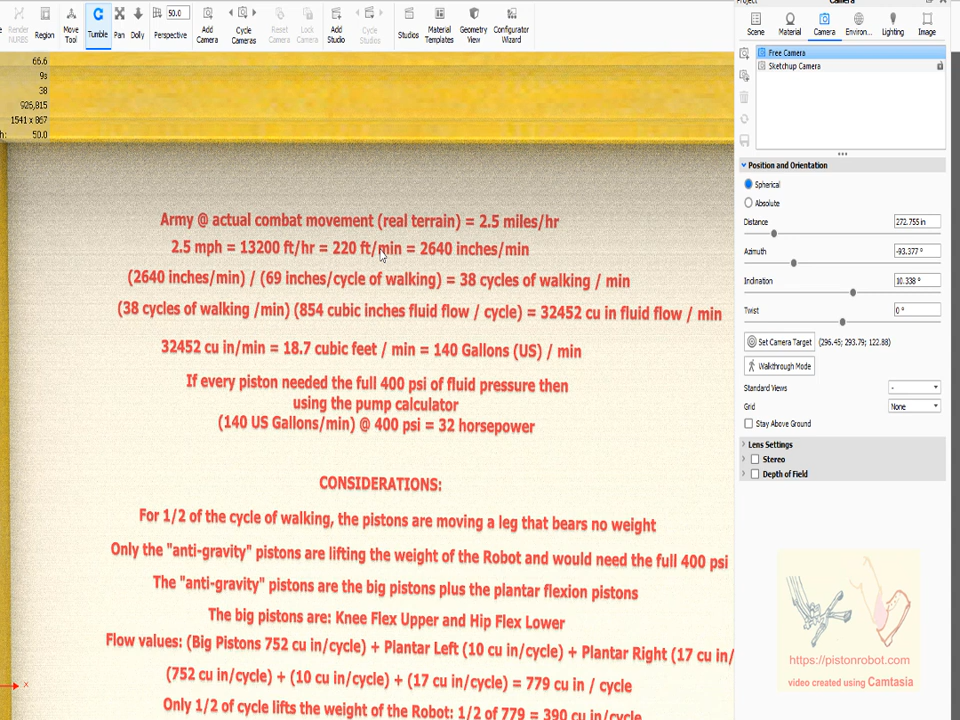 Project
Camera
Render NURBS
Region
Move Tool
Tumble
Pan
Dolly
50.0
Perspective
Add Camera
Cycle Cameras
Reset Camera
Lock Camera
Add Studio
Cycle Studios
Studios
Material Templates
Geometry View
Configurator Wizard
Scene
Material
Camera
Environ...
Lighting
Image
66.6
9s
38
926,815
1541 x 867
h: 50.0
Free Camera
Sketchup Camera
Position and Orientation
Spherical
Absolute
Distance 272.755 in
Azimuth -93.377 °
Inclination 10.338 °
Twist 0 °
Set Camera Target (296.45; 293.79; 122.88)
Walkthrough Mode
Standard Views -
Grid None
Stay Above Ground
Lens Settings
Stereo
Depth of Field
Army @ actual combat movement (real terrain) = 2.5 miles/hr
2.5 mph = 13200 ft/hr = 220 ft/min = 2640 inches/min
(2640 inches/min) / (69 inches/cycle of walking) = 38 cycles of walking / min
(38 cycles of walking /min) (854 cubic inches fluid flow / cycle) = 32452 cu in fluid flow / min
32452 cu in/min = 18.7 cubic feet / min = 140 Gallons (US) / min
If every piston needed the full 400 psi of fluid pressure then
using the pump calculator
(140 US Gallons/min) @ 400 psi = 32 horsepower
CONSIDERATIONS:
For 1/2 of the cycle of walking, the pistons are moving a leg that bears no weight
Only the "anti-gravity" pistons are lifting the weight of the Robot and would need the full 400 psi
The "anti-gravity" pistons are the big pistons plus the plantar flexion pistons
The big pistons are: Knee Flex Upper and Hip Flex Lower
Flow values: (Big Pistons 752 cu in/cycle) + Plantar Left (10 cu in/cycle) + Plantar Right (17 cu in/
(752 cu in/cycle) + (10 cu in/cycle) + (17 cu in/cycle) = 779 cu in / cycle
Only 1/2 of cycle lifts the weight of the Robot: 1/2 of 779 = 390 cu in/cycle
x
https://pistonrobot.com
video created using Camtasia